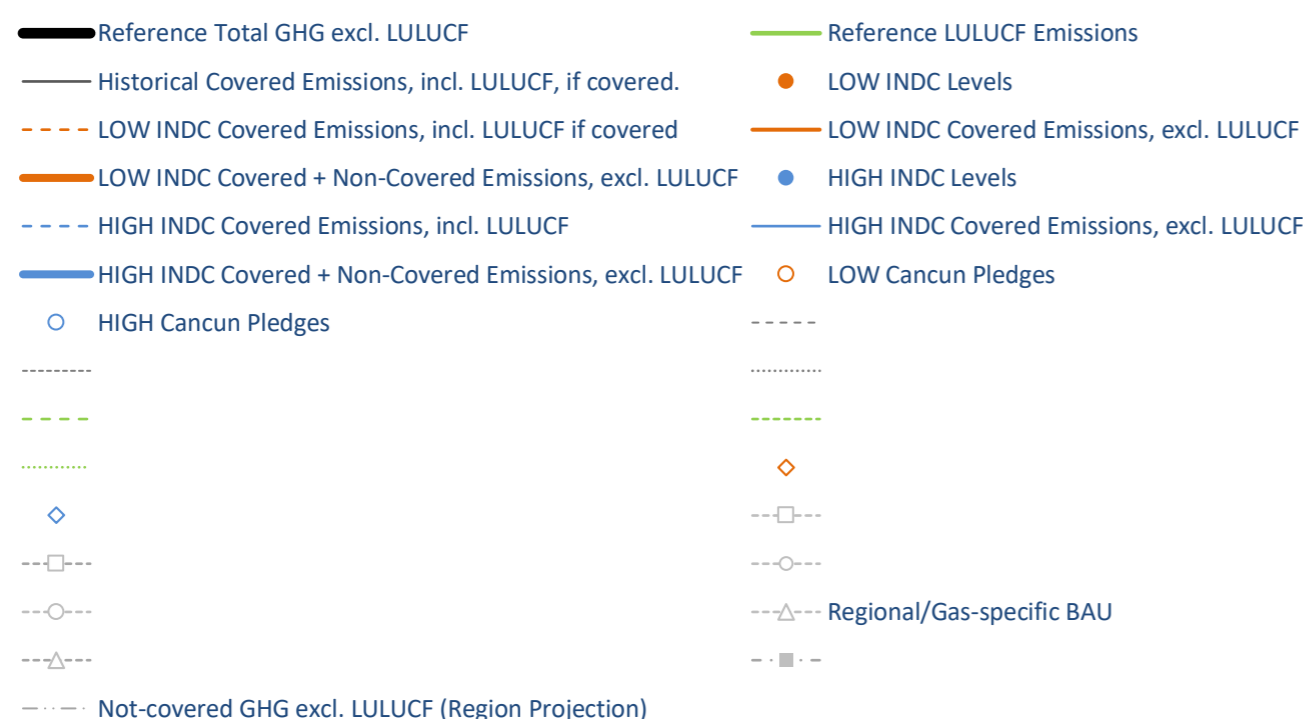 Reference Total GHG excl. LULUCF
Reference LULUCF Emissions
Historical Covered Emissions, incl. LULUCF, if covered.
LOW INDC Levels
LOW INDC Covered Emissions, incl. LULUCF if covered
LOW INDC Covered Emissions, excl. LULUCF
LOW INDC Covered + Non-Covered Emissions, excl. LULUCF
HIGH INDC Levels
HIGH INDC Covered Emissions, incl. LULUCF
HIGH INDC Covered Emissions, excl. LULUCF
HIGH INDC Covered + Non-Covered Emissions, excl. LULUCF
LOW Cancun Pledges
HIGH Cancun Pledges
Regional/Gas-specific BAU
Not-covered GHG excl. LULUCF (Region Projection)